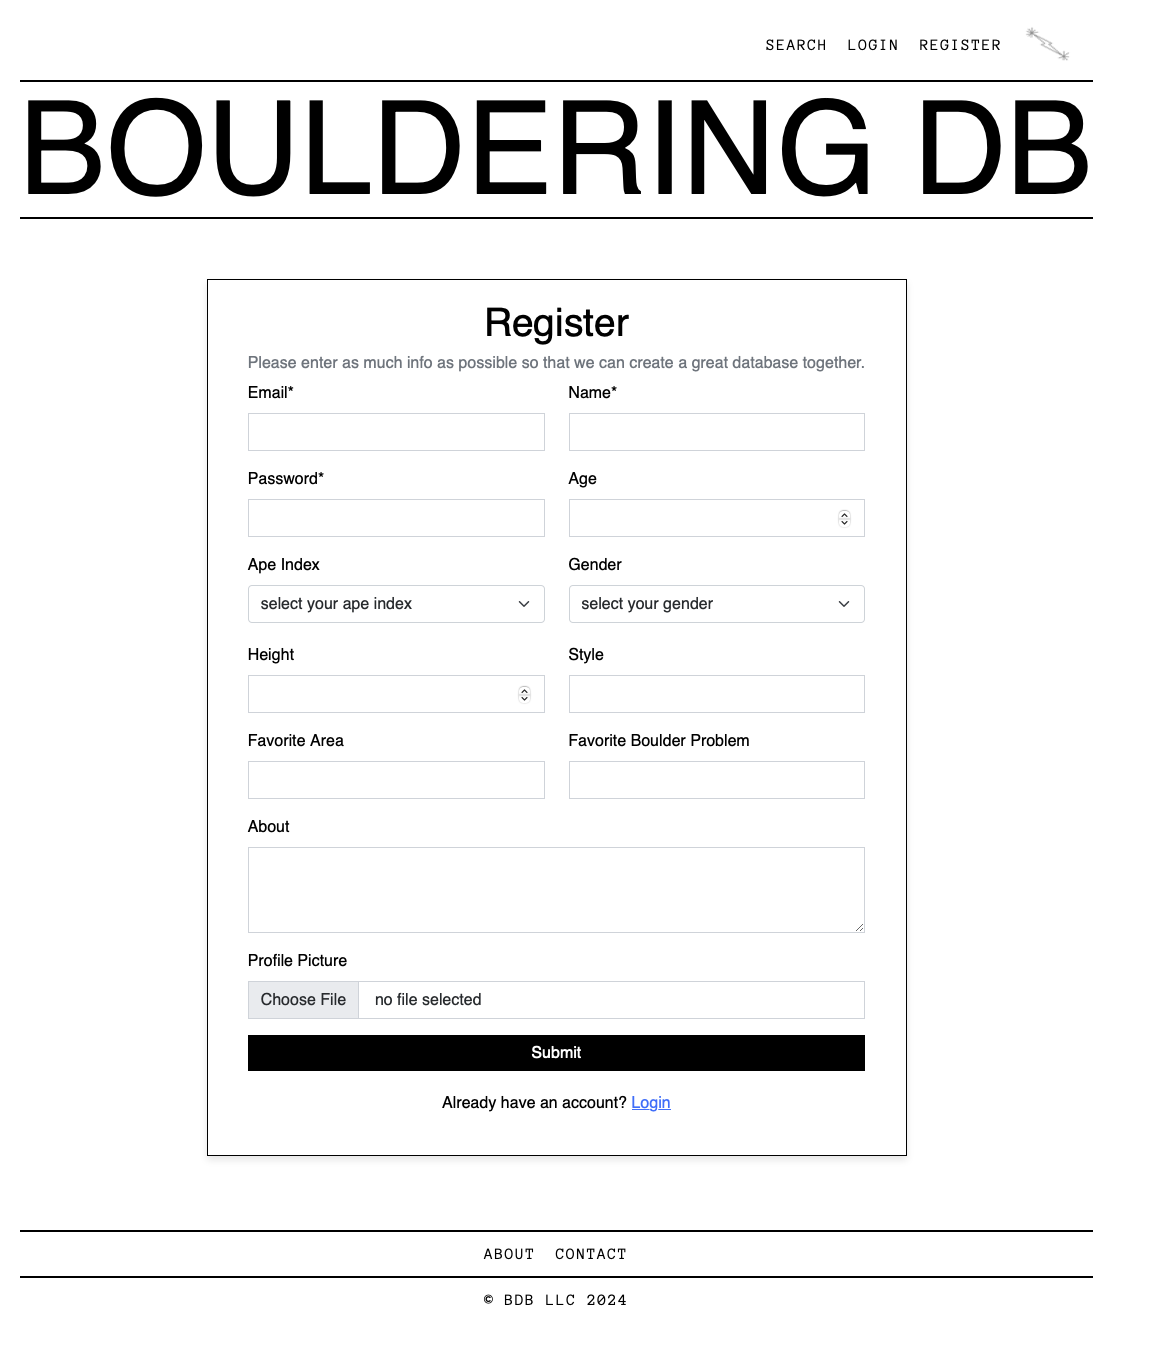 SEARCH LOGIN REGISTER
BOULDERING DB
Register
Please enter as much info as possible so that we can create a great database together.
Email* Name*
Password* Age
Ape Index Gender
select your ape index select your gender
Height Style
Favorite Area Favorite Boulder Problem
About
Profile Picture
Choose File no file selected
Submit
Already have an account? Login
ABOUT CONTACT
© BDB LLC 2024